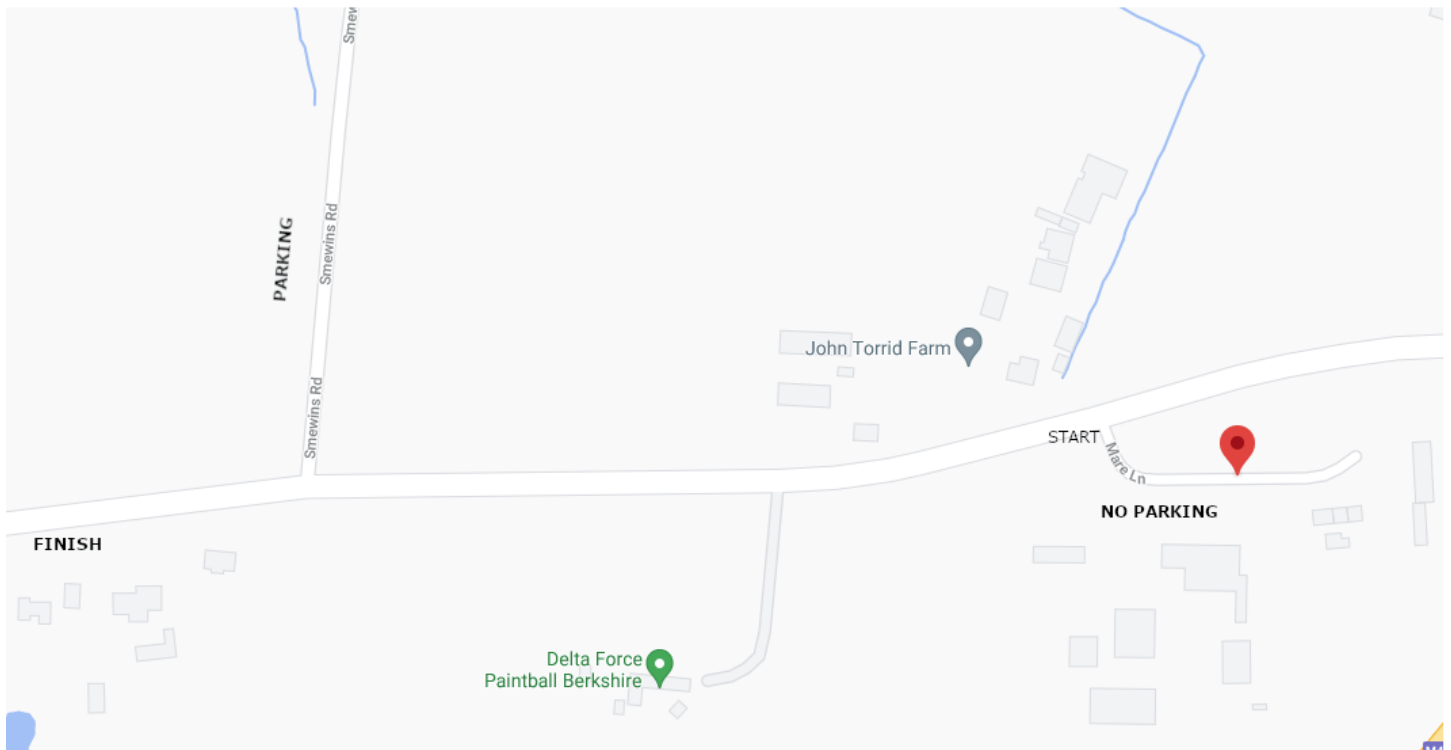 Smew
Smewins Rd
PARKING
John Torrid Farm
Smewins Rd
START
Mare Ln
NO PARKING
FINISH
Delta Force
Paintball Berkshire